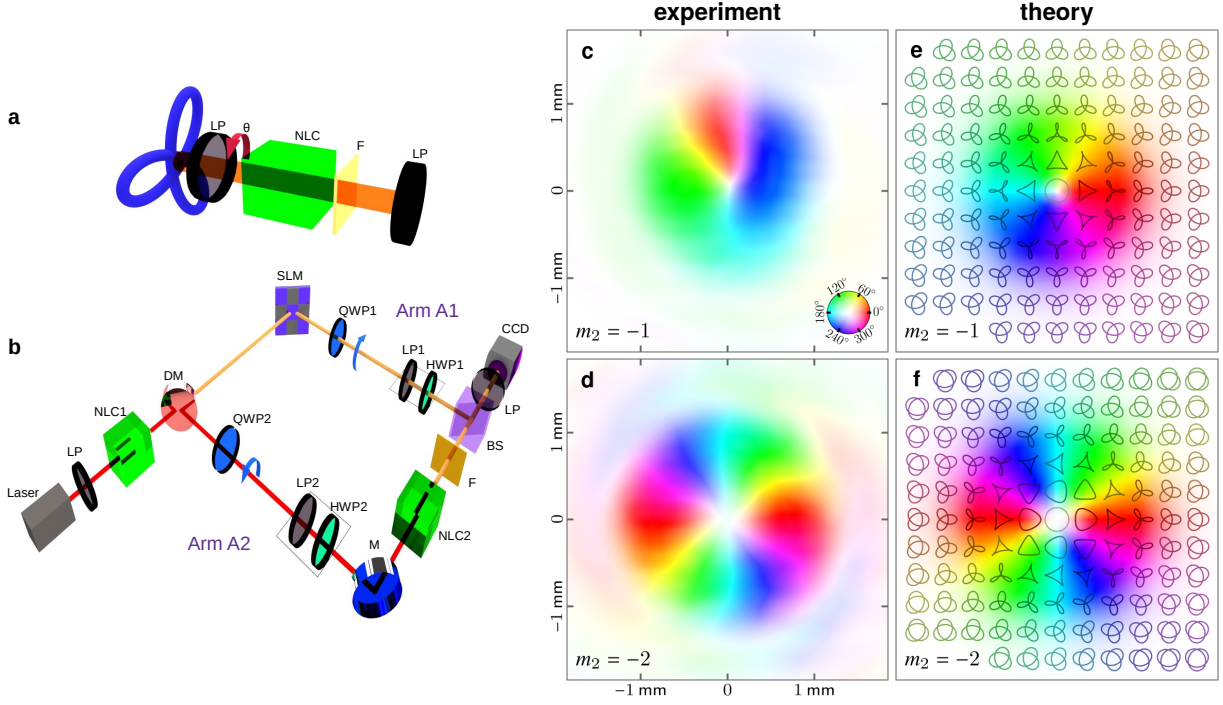 experiment
theory
a
LP
θ
NLC
F
LP
b
SLM
QWP1
Arm A1
CCD
LP1
HWP1
LP
DM
NLC1
QWP2
BS
LP
F
Laser
LP2
HWP2
NLC2
Arm A2
M
c
1 mm
0
−1 mm
m₂ = −1
120°
60°
180°
0°
240°
300°
e
m₂ = −1
d
1 mm
0
−1 mm
m₂ = −2
−1 mm
0
1 mm
f
m₂ = −2